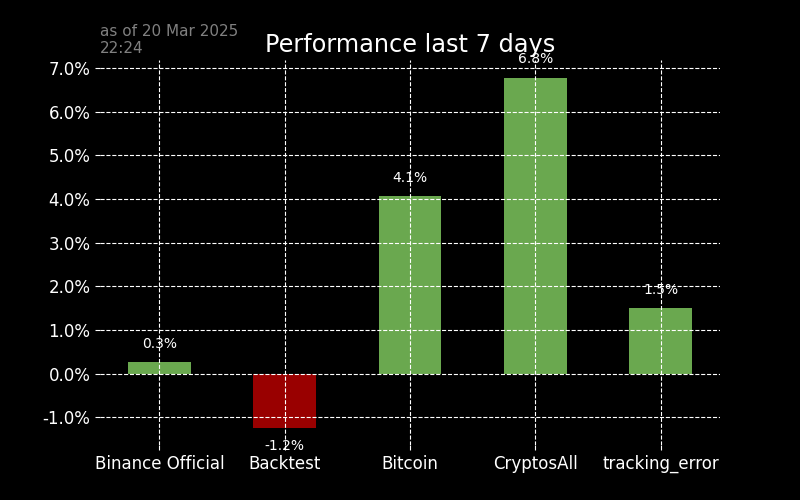 as of 20 Mar 2025
22:24
Performance last 7 days
7.0%
6.0%
5.0%
4.0%
3.0%
2.0%
1.0%
0.0%
-1.0%
0.3%
-1.2%
4.1%
6.8%
1.5%
Binance Official
Backtest
Bitcoin
CryptosAll
tracking_error